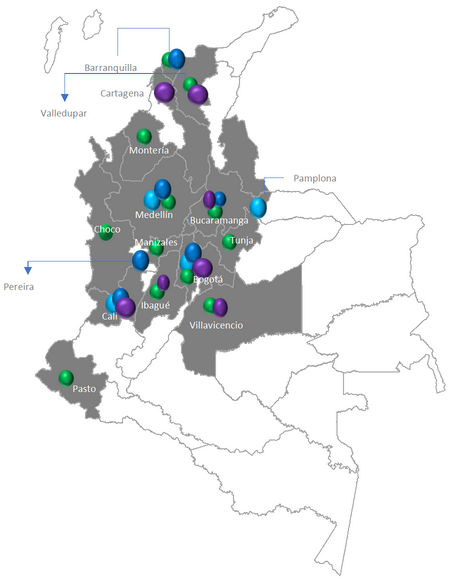 Barranquilla
Cartagena
Valledupar
Montería
Pamplona
Medellín
Bucaramanga
Choco
Manizales
Tunja
Bogotá
Pereira
Ibagué
Cali
Villavicencio
Pasto